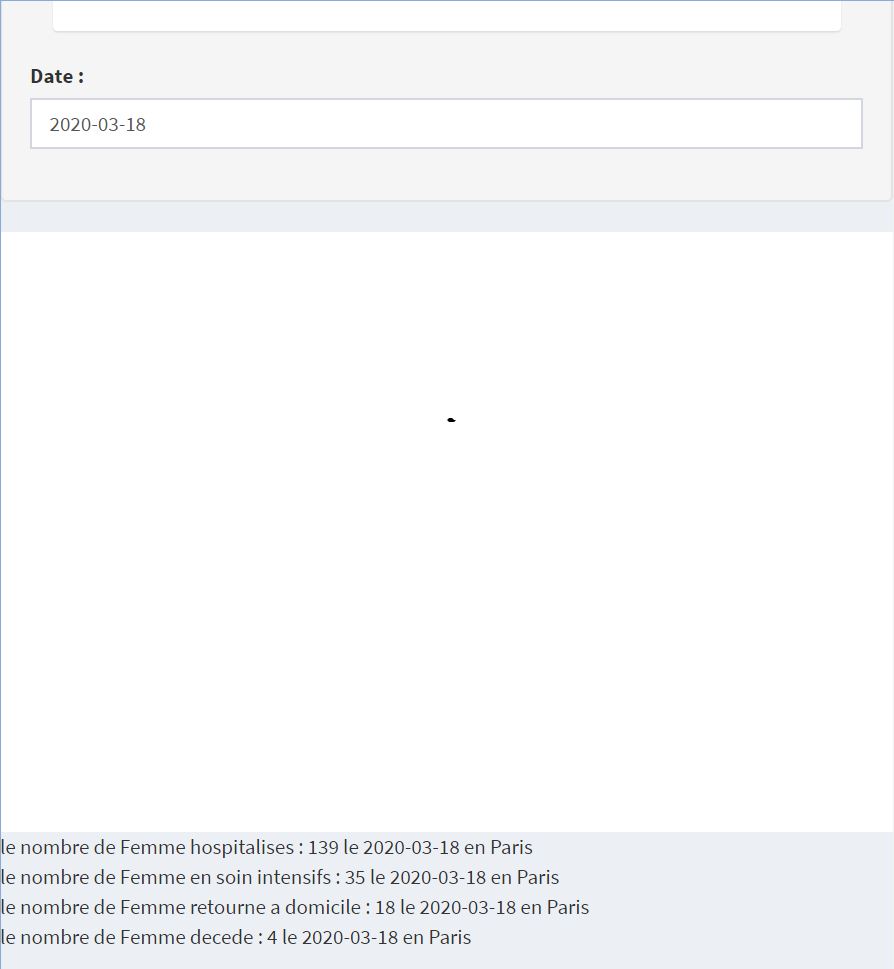 Date :
2020-03-18
le nombre de Femme hospitalises : 139 le 2020-03-18 en Paris
le nombre de Femme en soin intensifs : 35 le 2020-03-18 en Paris
le nombre de Femme retourne a domicile : 18 le 2020-03-18 en Paris
le nombre de Femme decede : 4 le 2020-03-18 en Paris